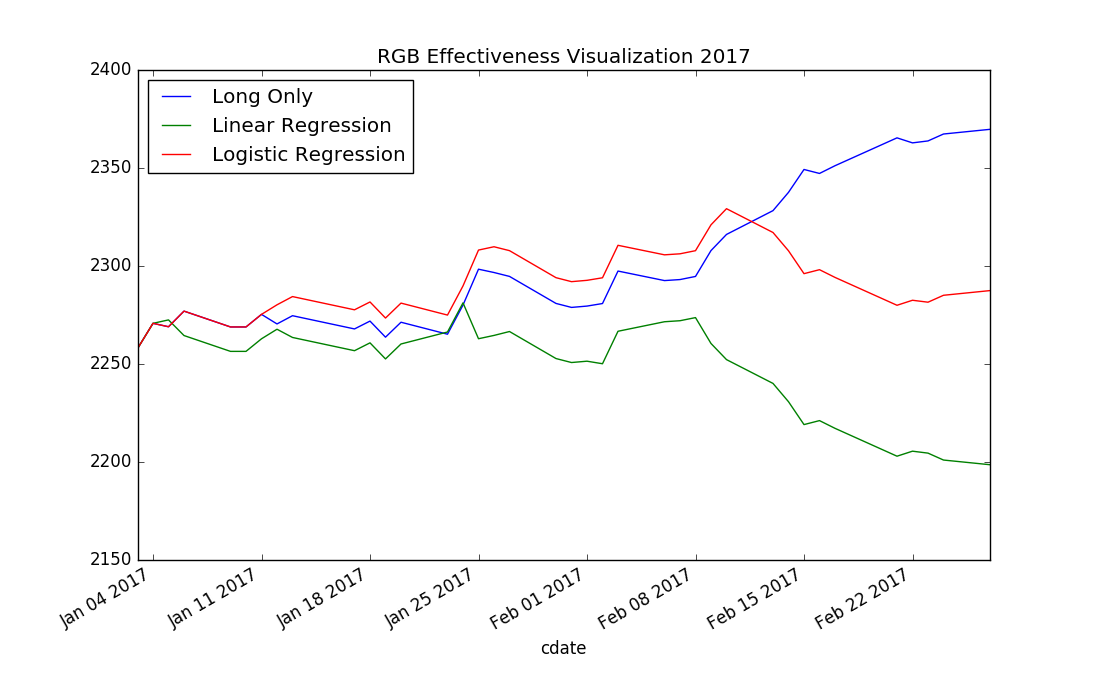 RGB Effectiveness Visualization 2017
2400
2350
2300
2250
2200
2150
Long Only
Linear Regression
Logistic Regression
Jan 04 2017
Jan 11 2017
Jan 18 2017
Jan 25 2017
Feb 01 2017
Feb 08 2017
Feb 15 2017
Feb 22 2017
cdate